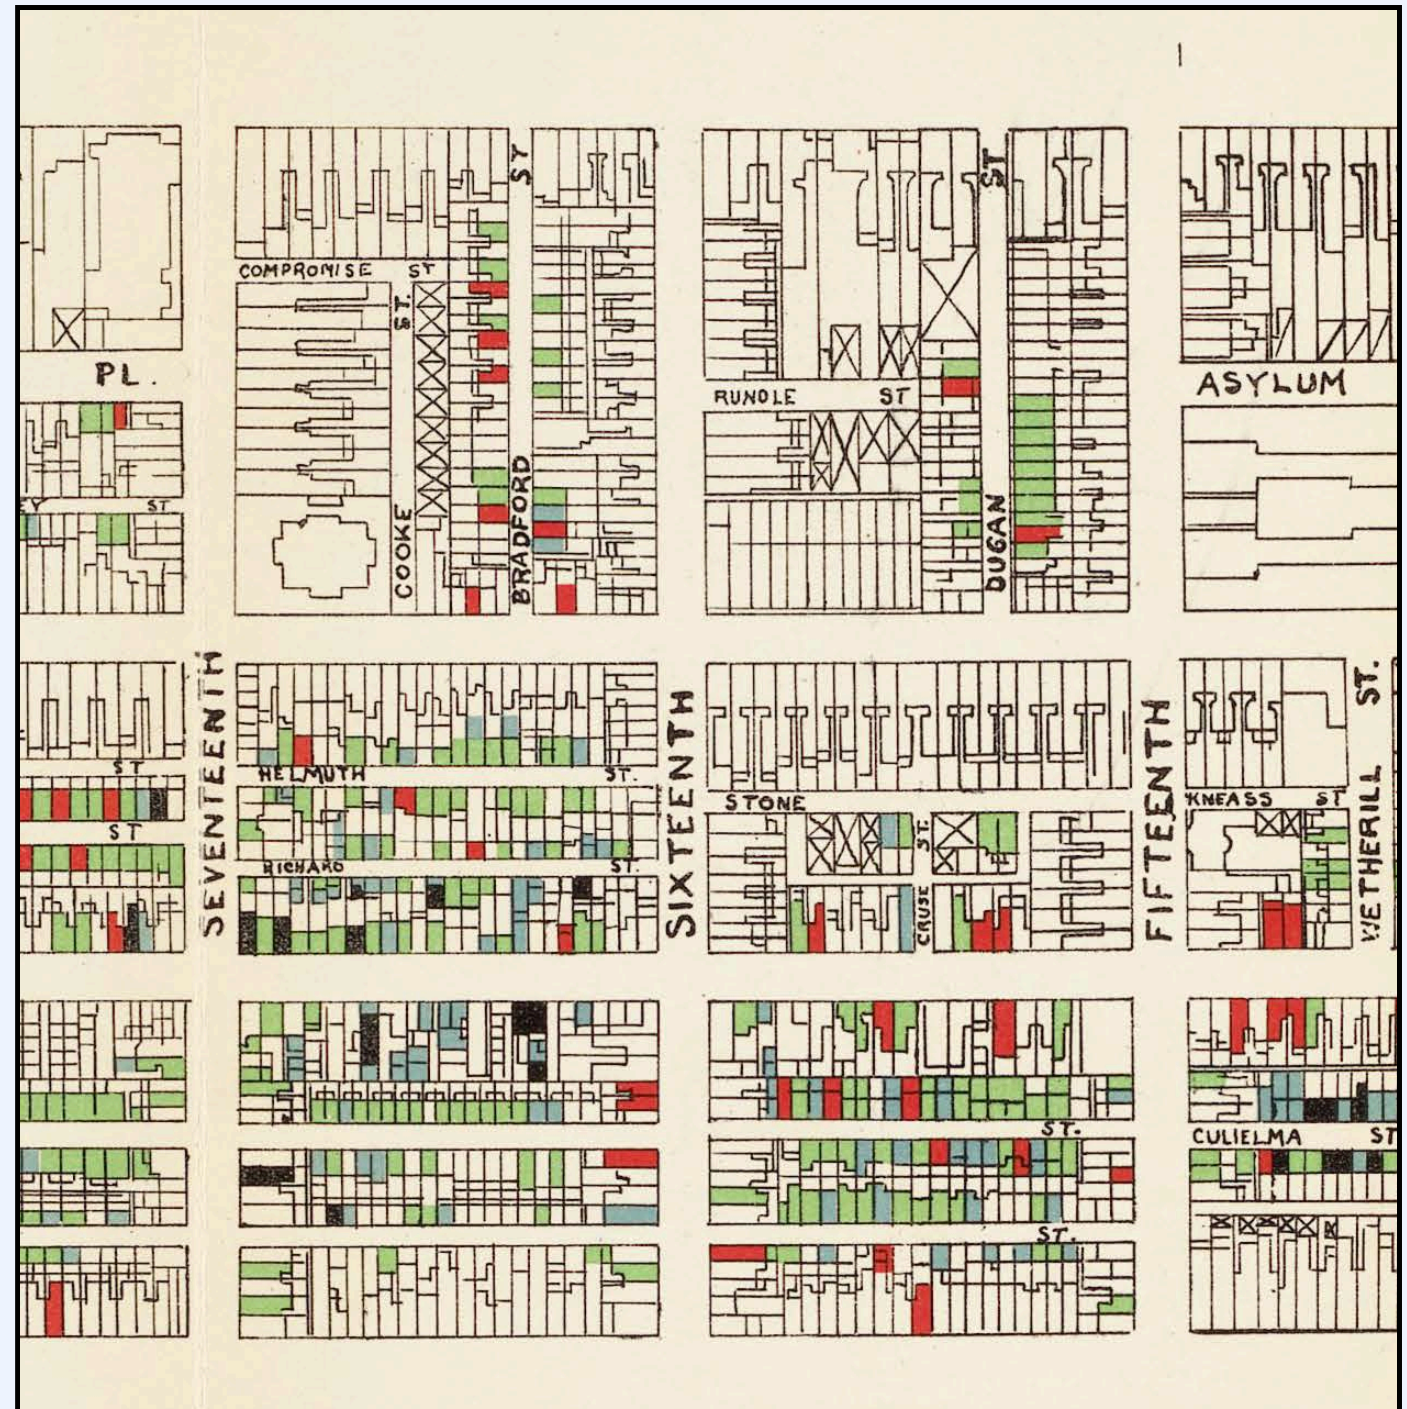 ST
COMPROMISE ST
ST.
PL.
ASYLUM
RUNDLE ST
ST
BRADFORD
DUGAN
COOKE
SEVENTEENTH
SIXTEENTH
FIFTEENTH
WETHERILL ST.
ST
HELMUTH ST.
STONE
KNEASS ST
ST
ST.
RICHARD ST.
CRUSE
ST.
CULIELMA ST
ST.